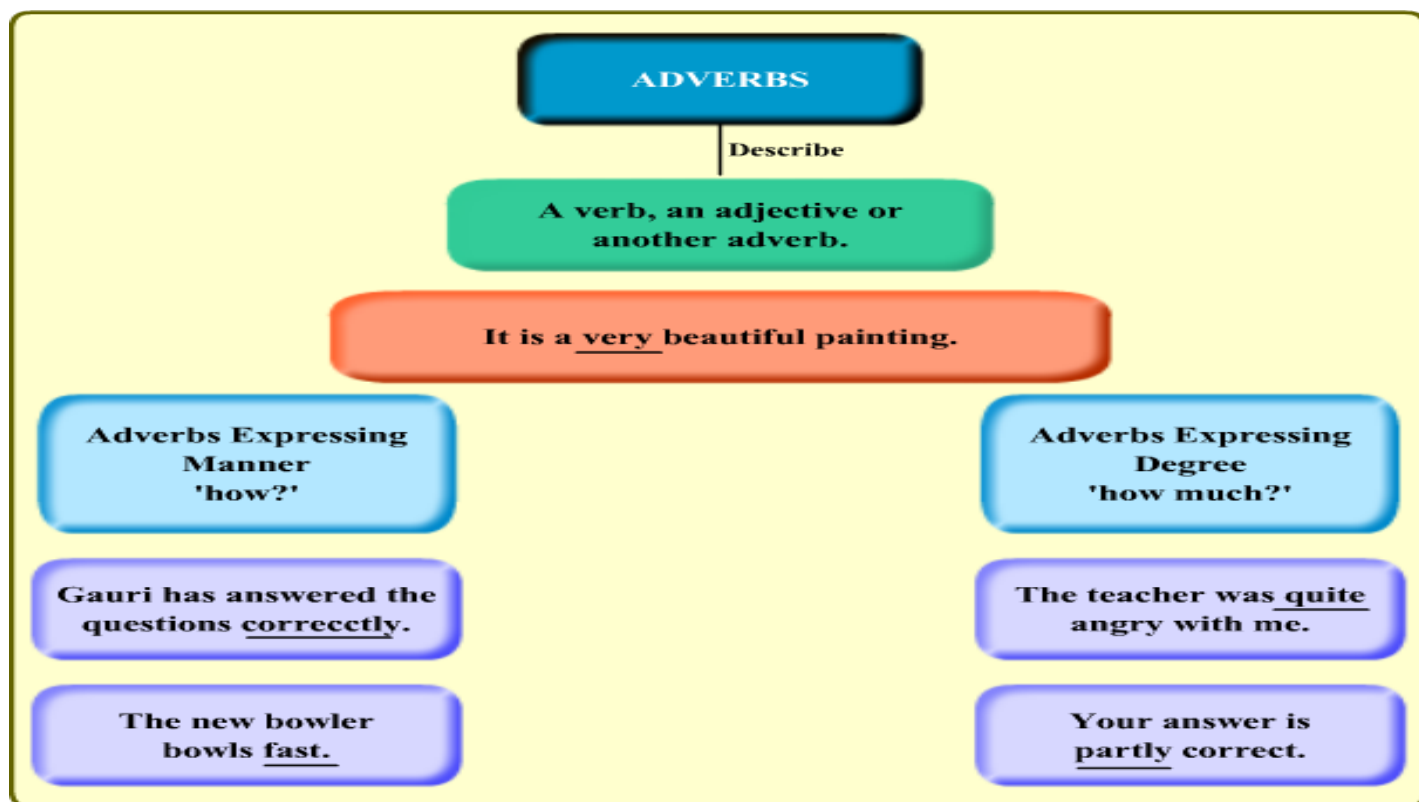 ADVERBS
Describe
A verb, an adjective or
another adverb.
It is a very beautiful painting.
Adverbs Expressing
Manner
'how?'
Gauri has answered the
questions correcctly.
The new bowler
bowls fast.
Adverbs Expressing
Degree
'how much?'
The teacher was quite
angry with me.
Your answer is
partly correct.